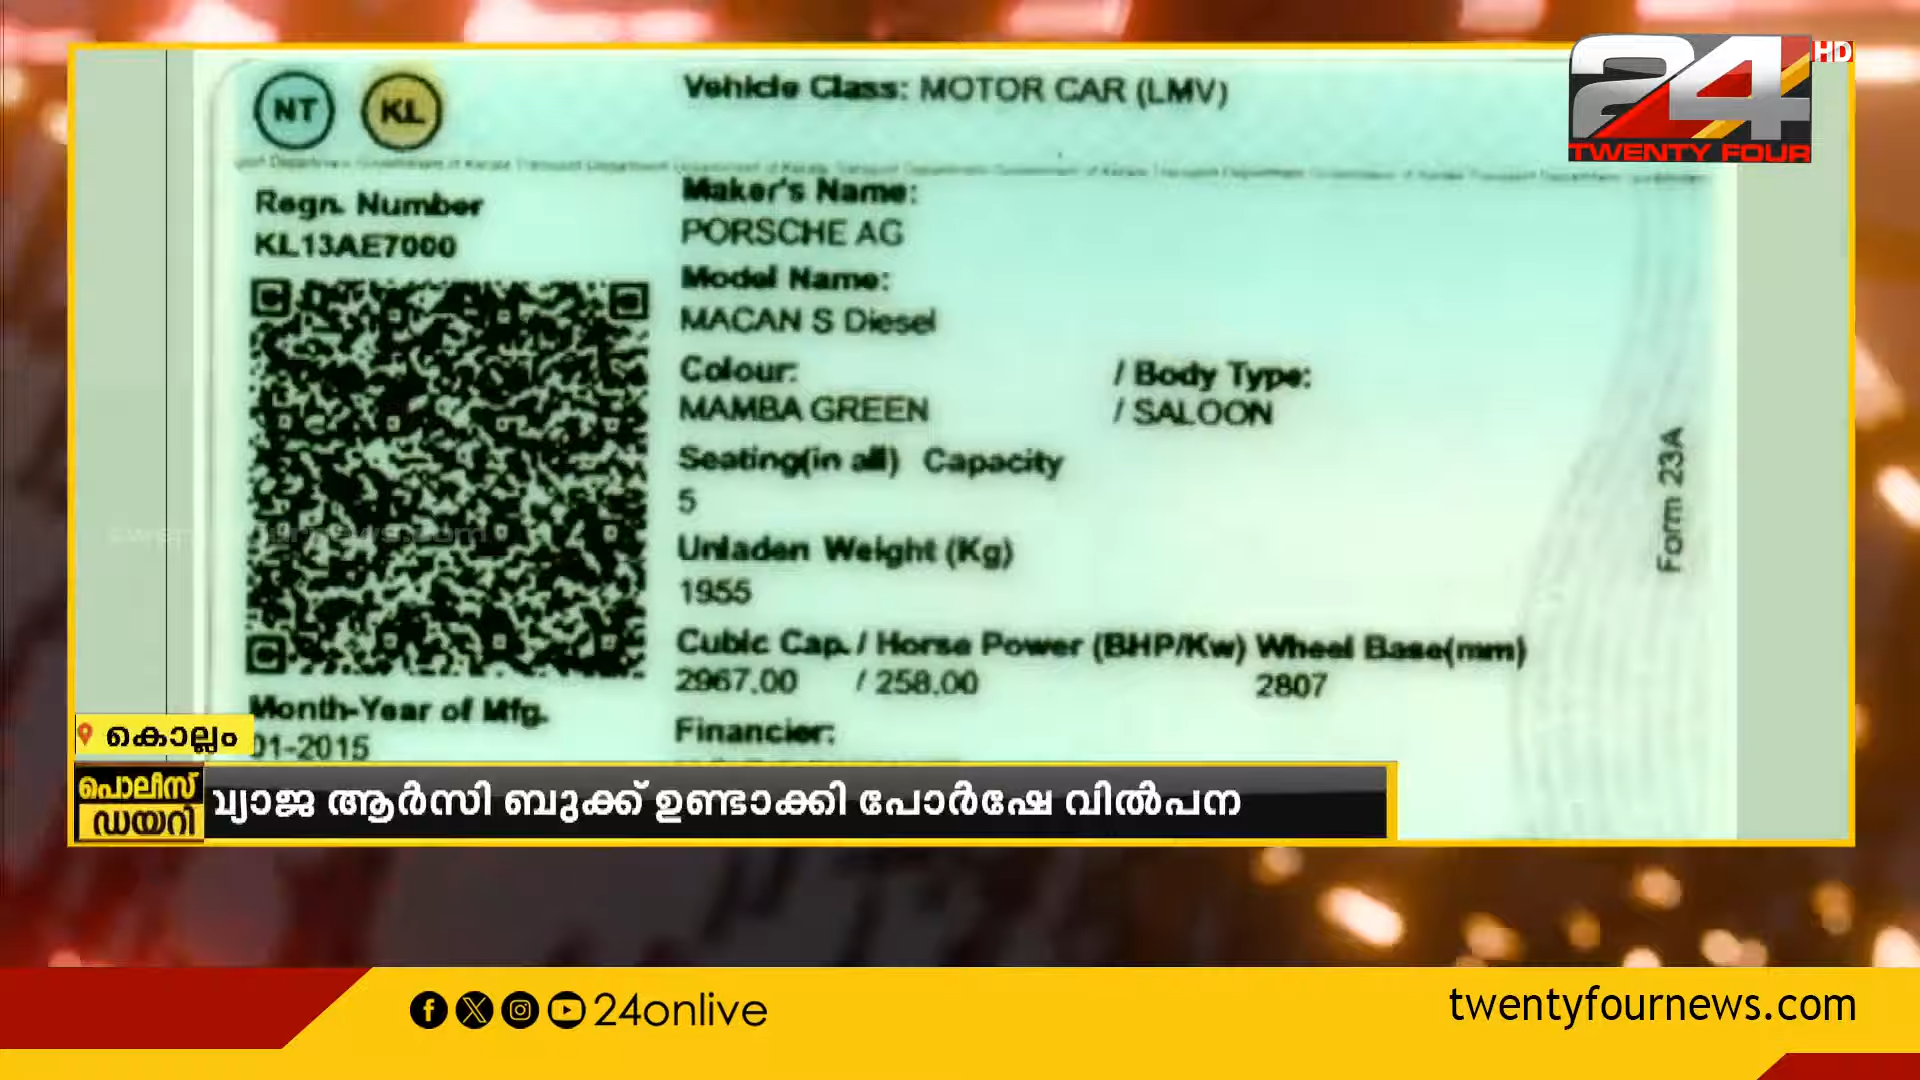 24 HD
TWENTY FOUR
NT KL
Vehicle Class: MOTOR CAR (LMV)
Regn. Number
KL13AE7000
Maker's Name:
PORSCHE AG
Model Name:
MACAN S Diesel
Colour: / Body Type:
MAMBA GREEN / SALOON
Seating(in all) Capacity
5
Unladen Weight (Kg)
1955
Cubic Cap. / Horse Power (BHP/Kw) Wheel Base(mm)
2967.00 / 258.00 2807
Month-Year of Mfg.
01-2015
Financier:
Form 23A
കൊല്ലം
പൊലീസ്
ഡയറി
വ്യാജ ആർസി ബുക്ക് ഉണ്ടാക്കി പോർഷേ വിൽപന
24onlive
twentyfournews.com